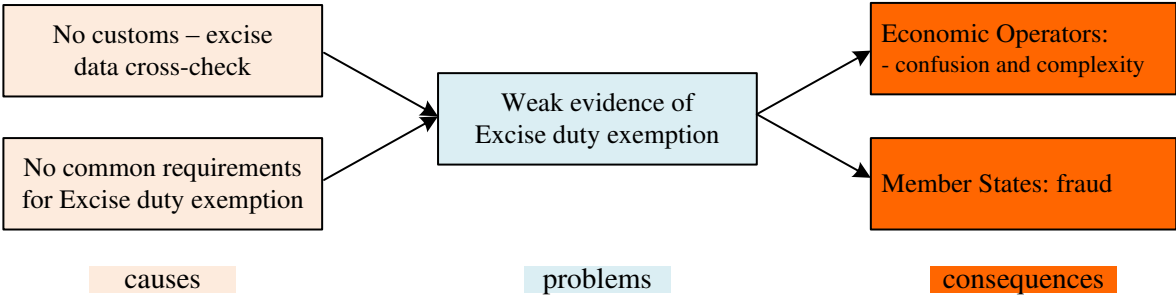 No customs – excise
data cross-check
No common requirements
for Excise duty exemption
Weak evidence of
Excise duty exemption
Economic Operators:
- confusion and complexity
Member States: fraud
causes
problems
consequences